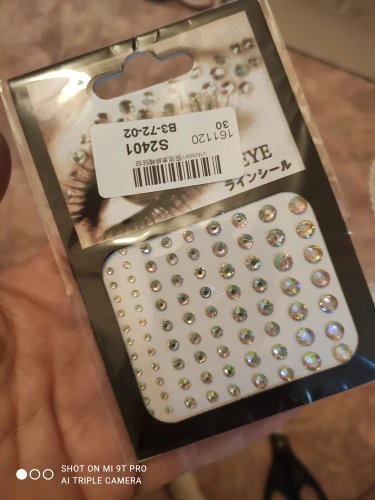 B3-72-02
S2401
161120
30
EYE
ラインシール
SHOT ON MI 9T PRO
AI TRIPLE CAMERA